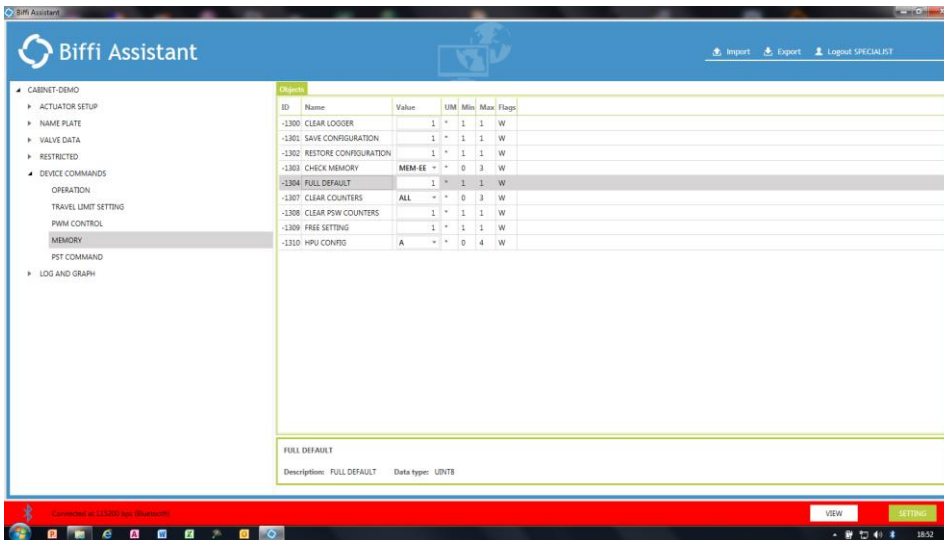 Biffi Assistant
Biffi Assistant
Import Export Logout SPECIALIST
CABINET-DEMO
ACTUATOR SETUP
NAME PLATE
VALVE DATA
RESTRICTED
DEVICE COMMANDS
OPERATION
TRAVEL LIMIT SETTING
PWM CONTROL
MEMORY
PST COMMAND
LOG AND GRAPH
Objects
ID Name Value UM Min Max Flags
-1300 CLEAR LOGGER 1 * 1 1 W
-1301 SAVE CONFIGURATION 1 * 1 1 W
-1302 RESTORE CONFIGURATION 1 * 1 1 W
-1303 CHECK MEMORY MEM-EE * 0 3 W
-1304 FULL DEFAULT 1 * 1 1 W
-1307 CLEAR COUNTERS ALL * 0 3 W
-1308 CLEAR PSW COUNTERS 1 * 1 1 W
-1309 FREE SETTING 1 * 1 1 W
-1310 HPU CONFIG A * 0 4 W
FULL DEFAULT
Description: FULL DEFAULT Data type: UINT8
Connected at 115200 bps (Bluetooth)
VIEW SETTING
18:52